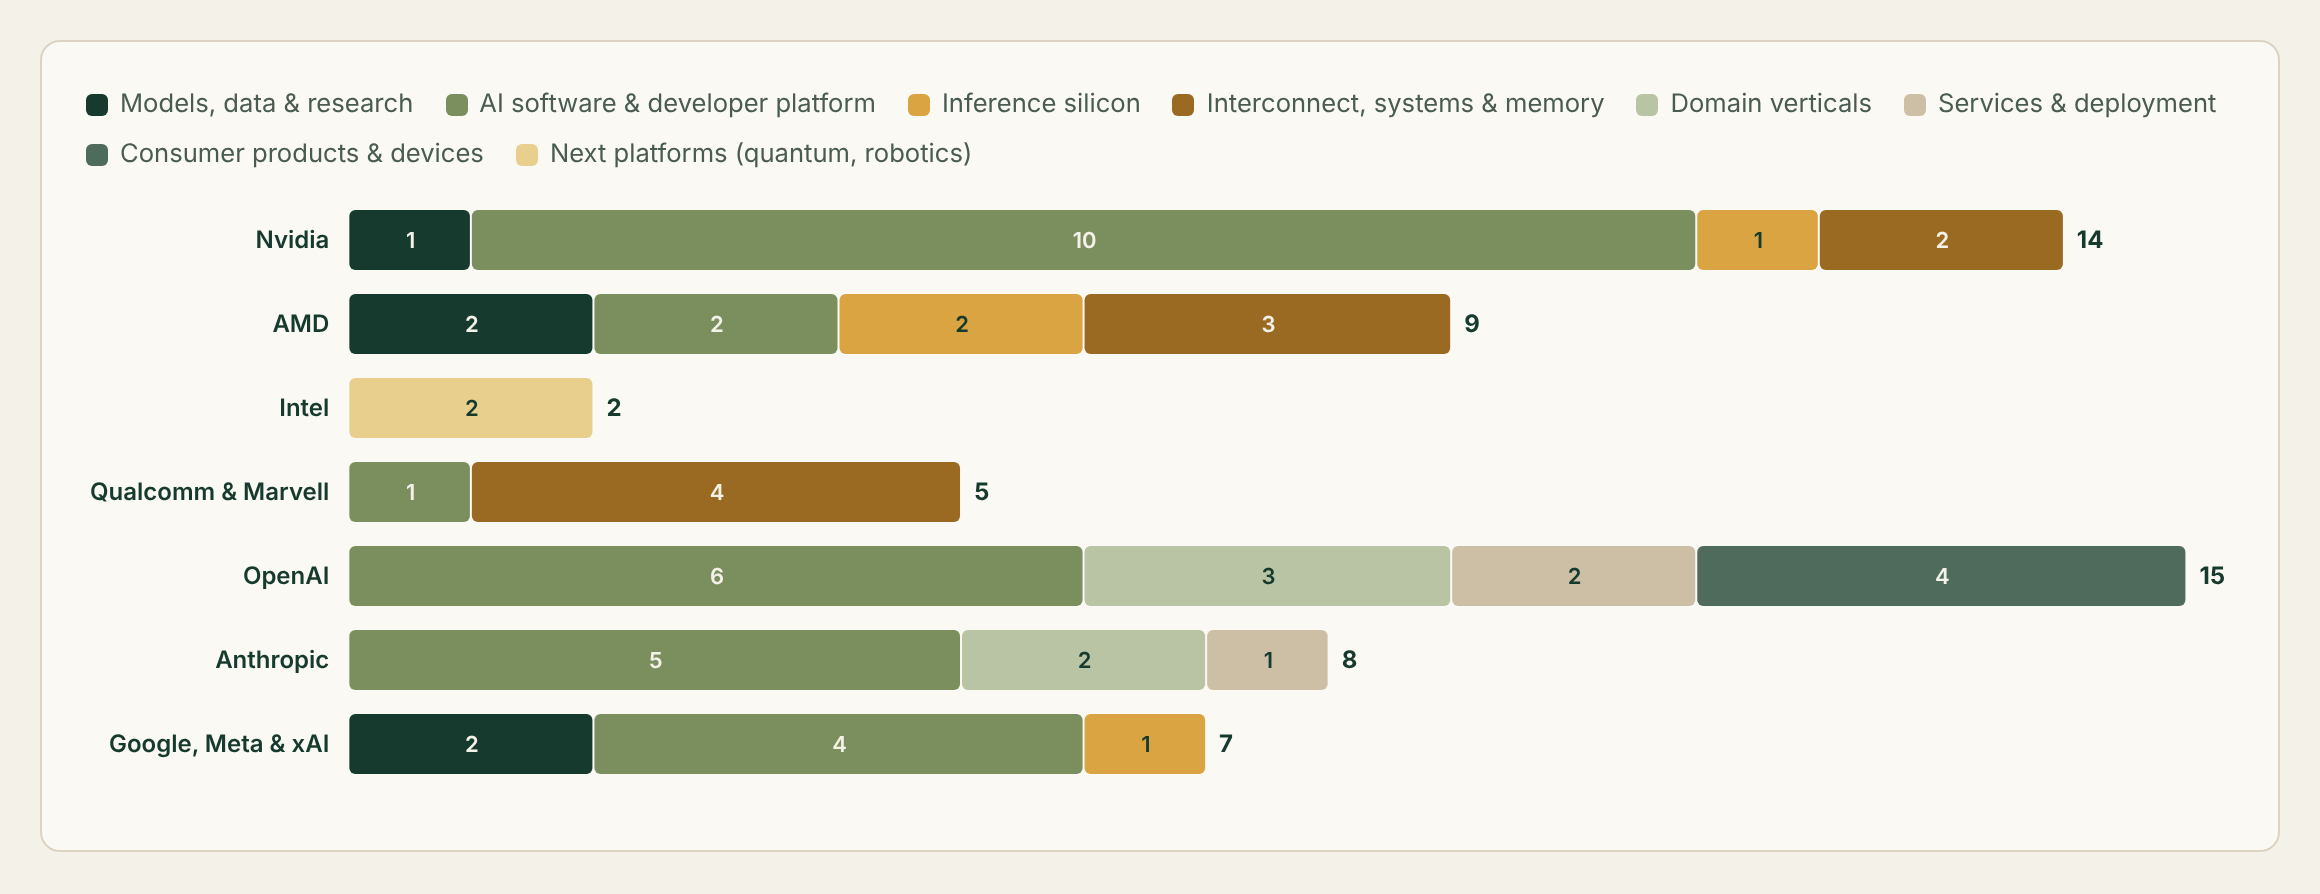 Models, data & research AI software & developer platform Inference silicon Interconnect, systems & memory Domain verticals Services & deployment
Consumer products & devices Next platforms (quantum, robotics)
Nvidia 1 10 1 2 14
AMD 2 2 2 3 9
Intel 2 2
Qualcomm & Marvell 1 4 5
OpenAI 6 3 2 4 15
Anthropic 5 2 1 8
Google, Meta & xAI 2 4 1 7